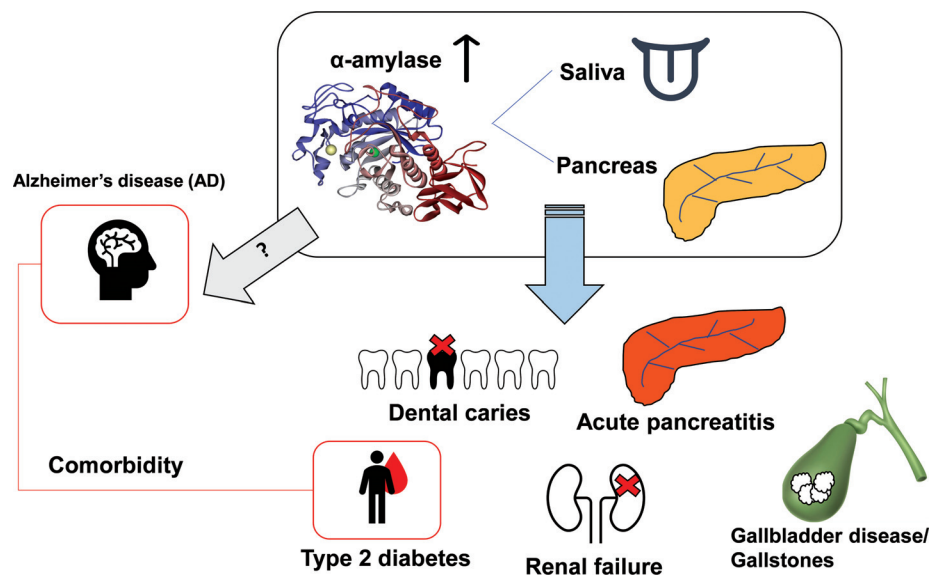 α-amylase
Saliva
Pancreas
Alzheimer's disease (AD)
?
Dental caries
Acute pancreatitis
Comorbidity
Type 2 diabetes
Renal failure
Gallbladder disease/
Gallstones